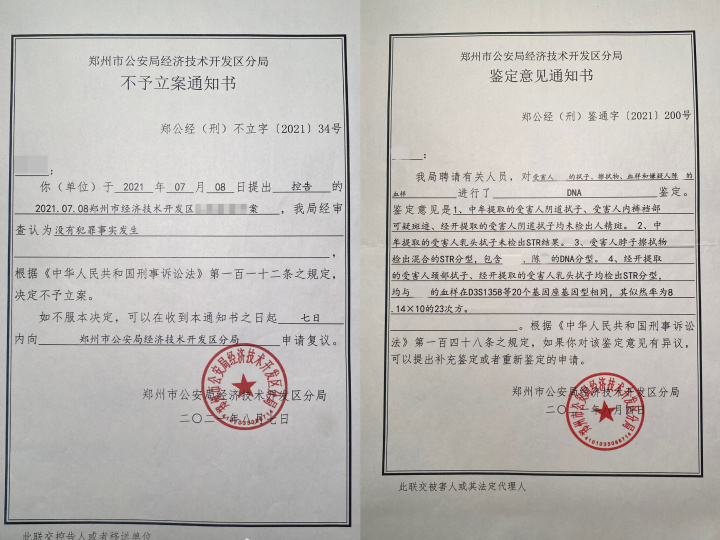 郑州市公安局经济技术开发区分局
不予立案通知书
郑公经（刑）不立字〔2021〕34号
：
你（单位）于 2021 年 07 月 08 日提出 控告 的
2021.07.08郑州市经济技术开发区 案 ，我局经审
查认为没有犯罪事实发生
，
根据《中华人民共和国刑事诉讼法》第一百一十二条之规定，
决定不予立案。
如不服本决定，可以在收到本通知书之日起 七日
内向 郑州市公安局经济技术开发区分局 申请复议。
郑州市公安局经济技术开发区分局
二〇二一年八月七日
此联交控告人或者移送单位
郑州市公安局经济技术开发区分局
鉴定意见通知书
郑公经（刑）鉴通字〔2021〕200号
：
我局聘请有关人员，对受害人 的拭子、擦拭物、血样和嫌疑人陈 的
血样 进行了 DNA 鉴定。
鉴定意见是1、中牟提取的受害人阴道拭子、受害人内裤裆部
可疑斑迹、经开提取的受害人阴道拭子均未检出人精斑。 2、中
牟提取的受害人乳头拭子未检出STR结果。 3、受害人脖子擦拭物
检出混合的STR分型，包含 、陈 的DNA分型。 4、经开提取
的受害人颈部拭子、经开提取的受害人乳头拭子均检出STR分型，
均与 的血样在D3S1358等20个基因座基因型相同，其似然率为8
.14×10的23次方。
。根据《中华人民共和国刑事诉讼
法》第一百四十八条之规定，如果你对该鉴定意见有异议，
可以提出补充鉴定或者重新鉴定的申请。
郑州市公安局经济技术开发区分局
此联交被害人或其法定代理人